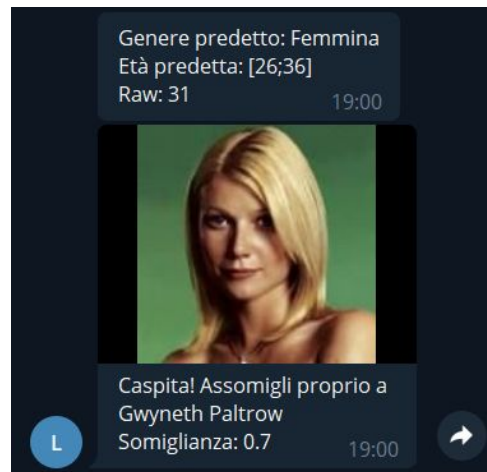 Genere predetto: Femmina
Età predetta: [26;36]
Raw: 31
19:00
Caspita! Assomigli proprio a
Gwyneth Paltrow
Somiglianza: 0.7
19:00
L